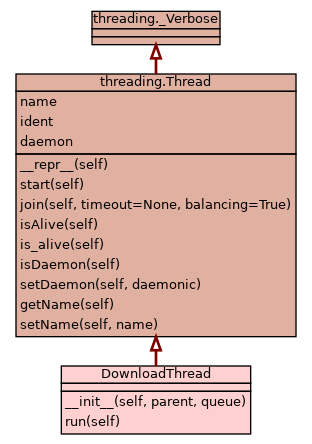 threading._Verbose
threading.Thread
name
ident
daemon
__repr__(self)
start(self)
join(self, timeout=None, balancing=True)
isAlive(self)
is_alive(self)
isDaemon(self)
setDaemon(self, daemonic)
getName(self)
setName(self, name)
DownloadThread
__init__(self, parent, queue)
run(self)